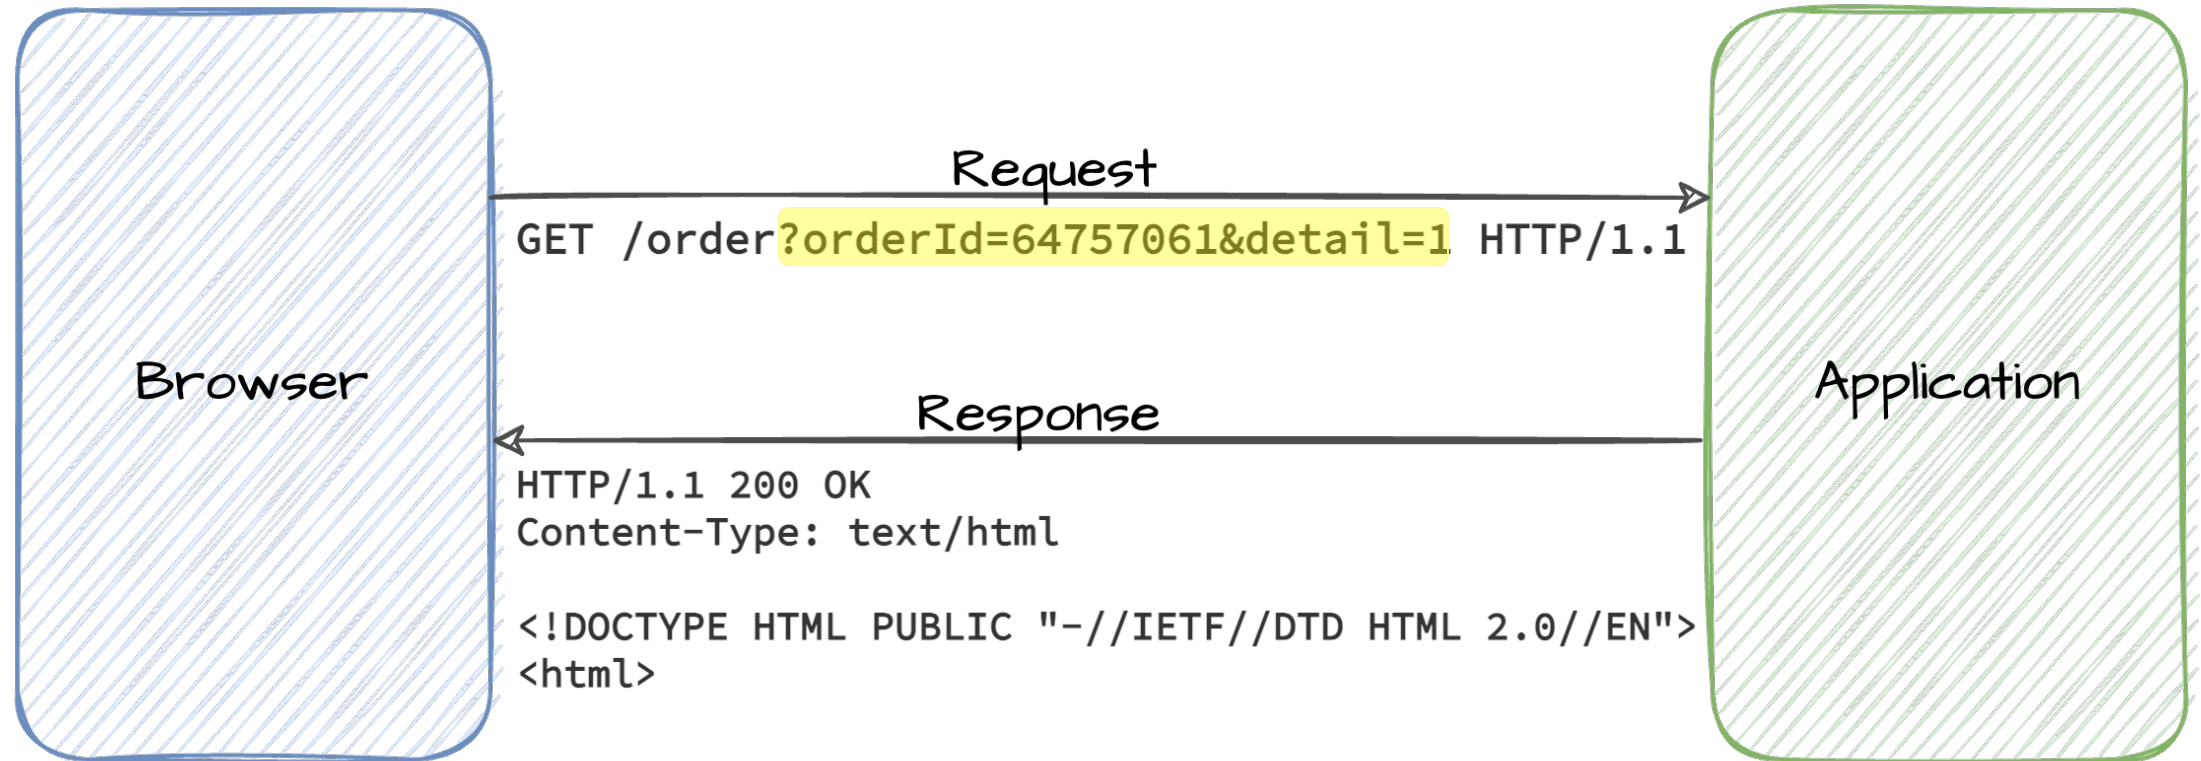 Request
GET /order?orderId=64757061&detail=1 HTTP/1.1
Browser
Application
Response
HTTP/1.1 200 OK
Content-Type: text/html
<!DOCTYPE HTML PUBLIC "-//IETF//DTD HTML 2.0//EN">
<html>